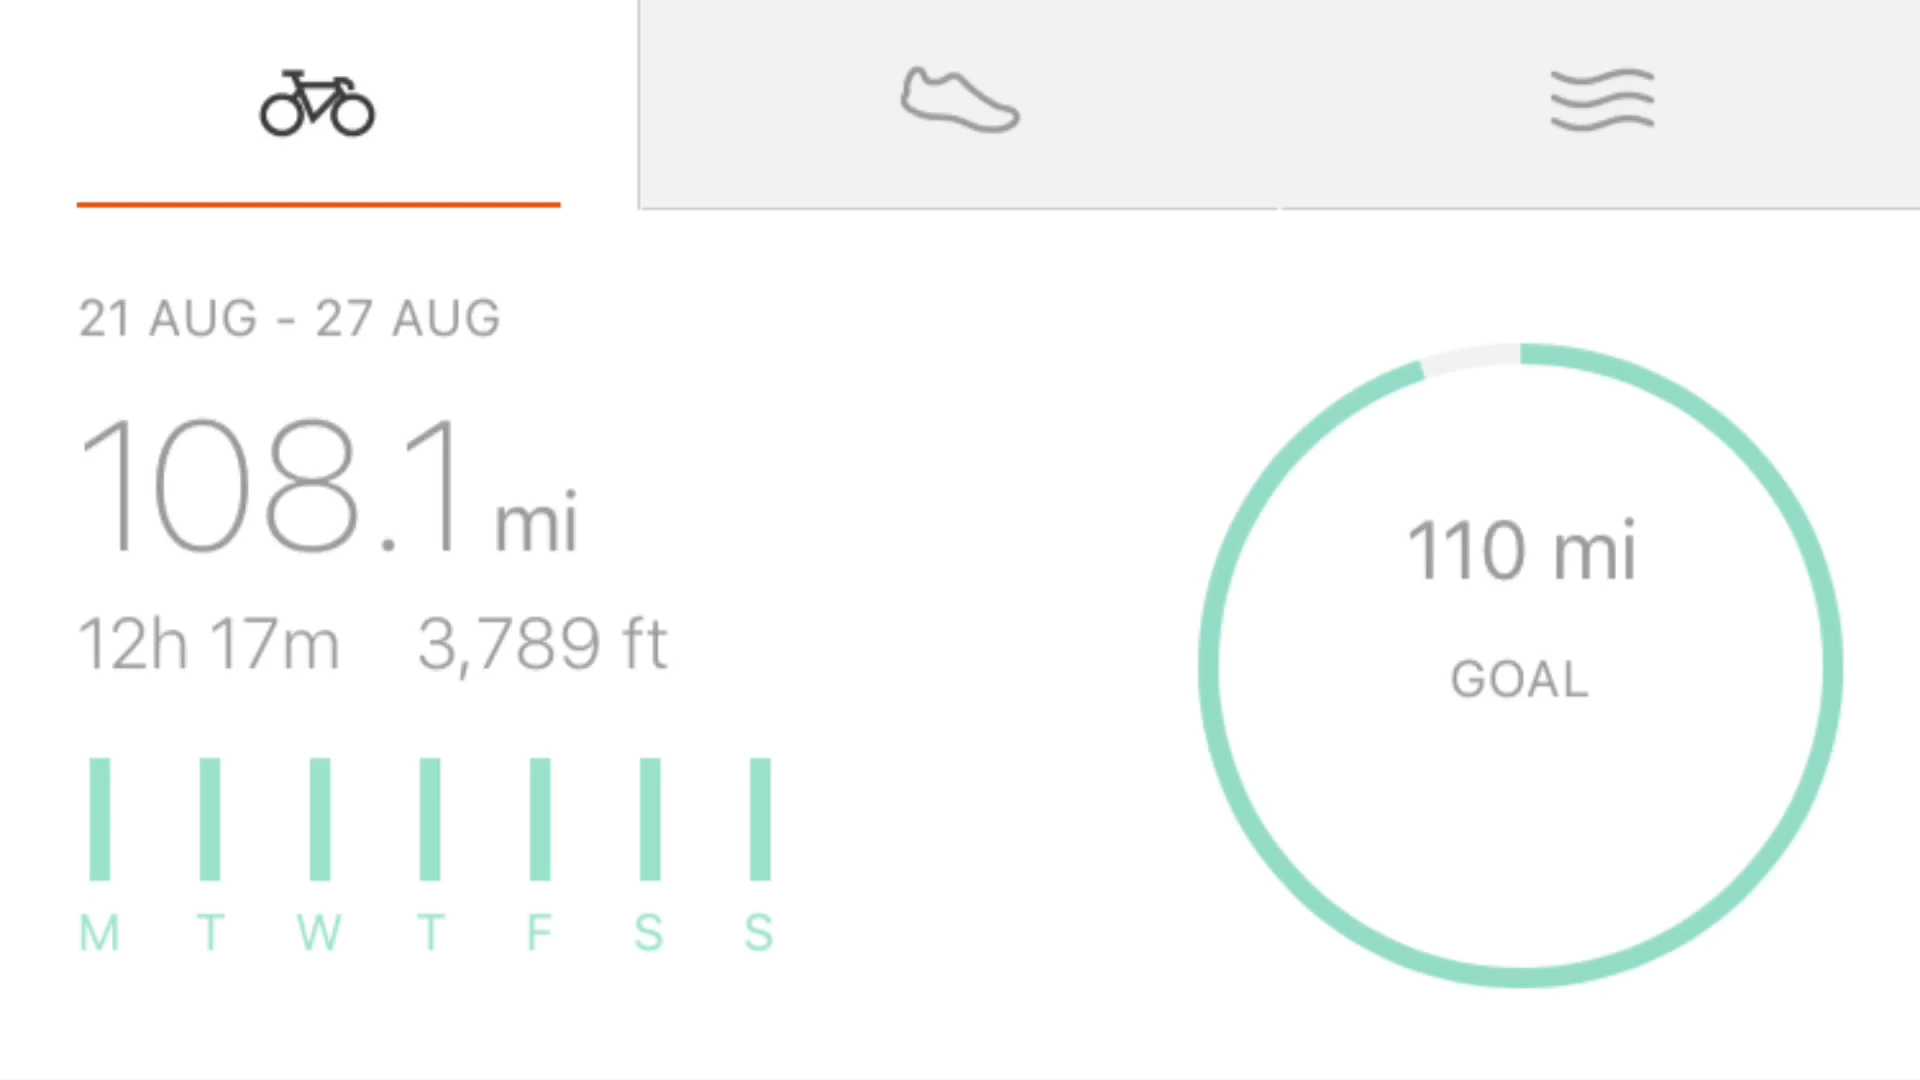 21 AUG - 27 AUG
108.1 mi
12h 17m 3,789 ft
M T W T F S S
110 mi
GOAL